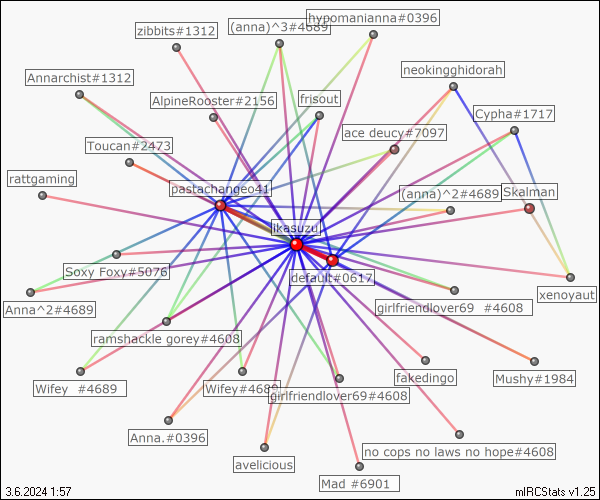 hypomanianna#0396
zibbits#1312
(anna)^3#4689
neokingghidorah
Annarchist#1312
AlpineRooster#2156
frisout
Cypha#1717
ace deucy#7097
Toucan#2473
rattgaming
pastachangeo41
(anna)^2#4689
Skalman
likasuzu
Soxy Foxy#5076
default#0617
xenoyaut
Anna^2#4689
girlfriendlover69 #4608
ramshackle gorey#4608
Wifey #4689
Wifey#4689
fakedingo
Mushy#1984
girlfriendlover69#4608
Anna.#0396
no cops no laws no hope#4608
avelicious
Mad #6901
3.6.2024 1:57
mIRCStats v1.25